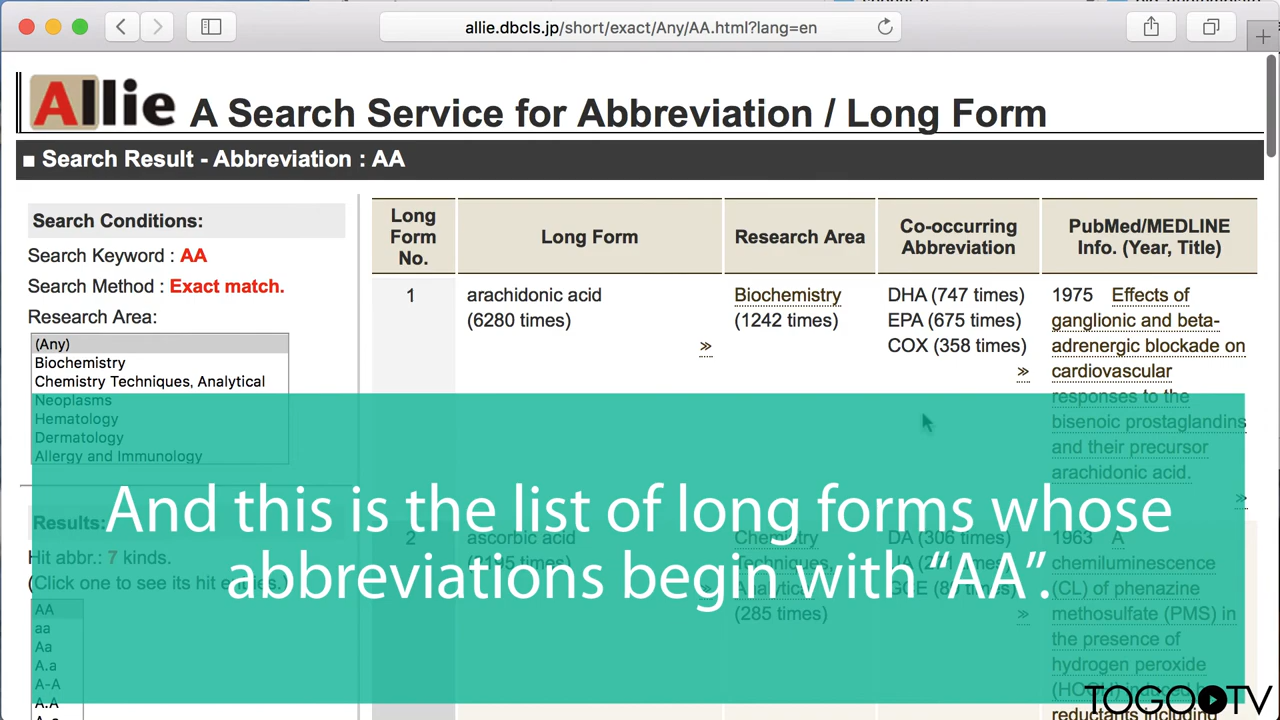 allie.dbcls.jp/short/exact/Any/AA.html?lang=en
Allie A Search Service for Abbreviation / Long Form
■ Search Result - Abbreviation : AA
Search Conditions:
Search Keyword : AA
Search Method : Exact match.
Research Area:
(Any)
Biochemistry
Chemistry Techniques, Analytical
Neoplasms
Hematology
Dermatology
Allergy and Immunology
Results:
Hit abbr.: 7 kinds.
(Click one to see its hit entries.)
AA
aa
Aa
A.a
A-A
A.A
Long Form No.
Long Form
Research Area
Co-occurring Abbreviation
PubMed/MEDLINE Info. (Year, Title)
1
arachidonic acid
(6280 times)
»
Biochemistry
(1242 times)
DHA (747 times)
EPA (675 times)
COX (358 times)
»
1975 Effects of
ganglionic and beta-
adrenergic blockade on
cardiovascular
responses to the
bisenoic prostaglandins
and their precursor
arachidonic acid.
»
2
ascorbic acid
Chemistry
Techniques,
Analytical
(285 times)
DA (306 times)
»
1963 A
chemiluminescence
(CL) of phenazine
methosulfate (PMS) in
the presence of
hydrogen peroxide
reductants including
And this is the list of long forms whose
abbrevations begin with "AA".
TOGOTV